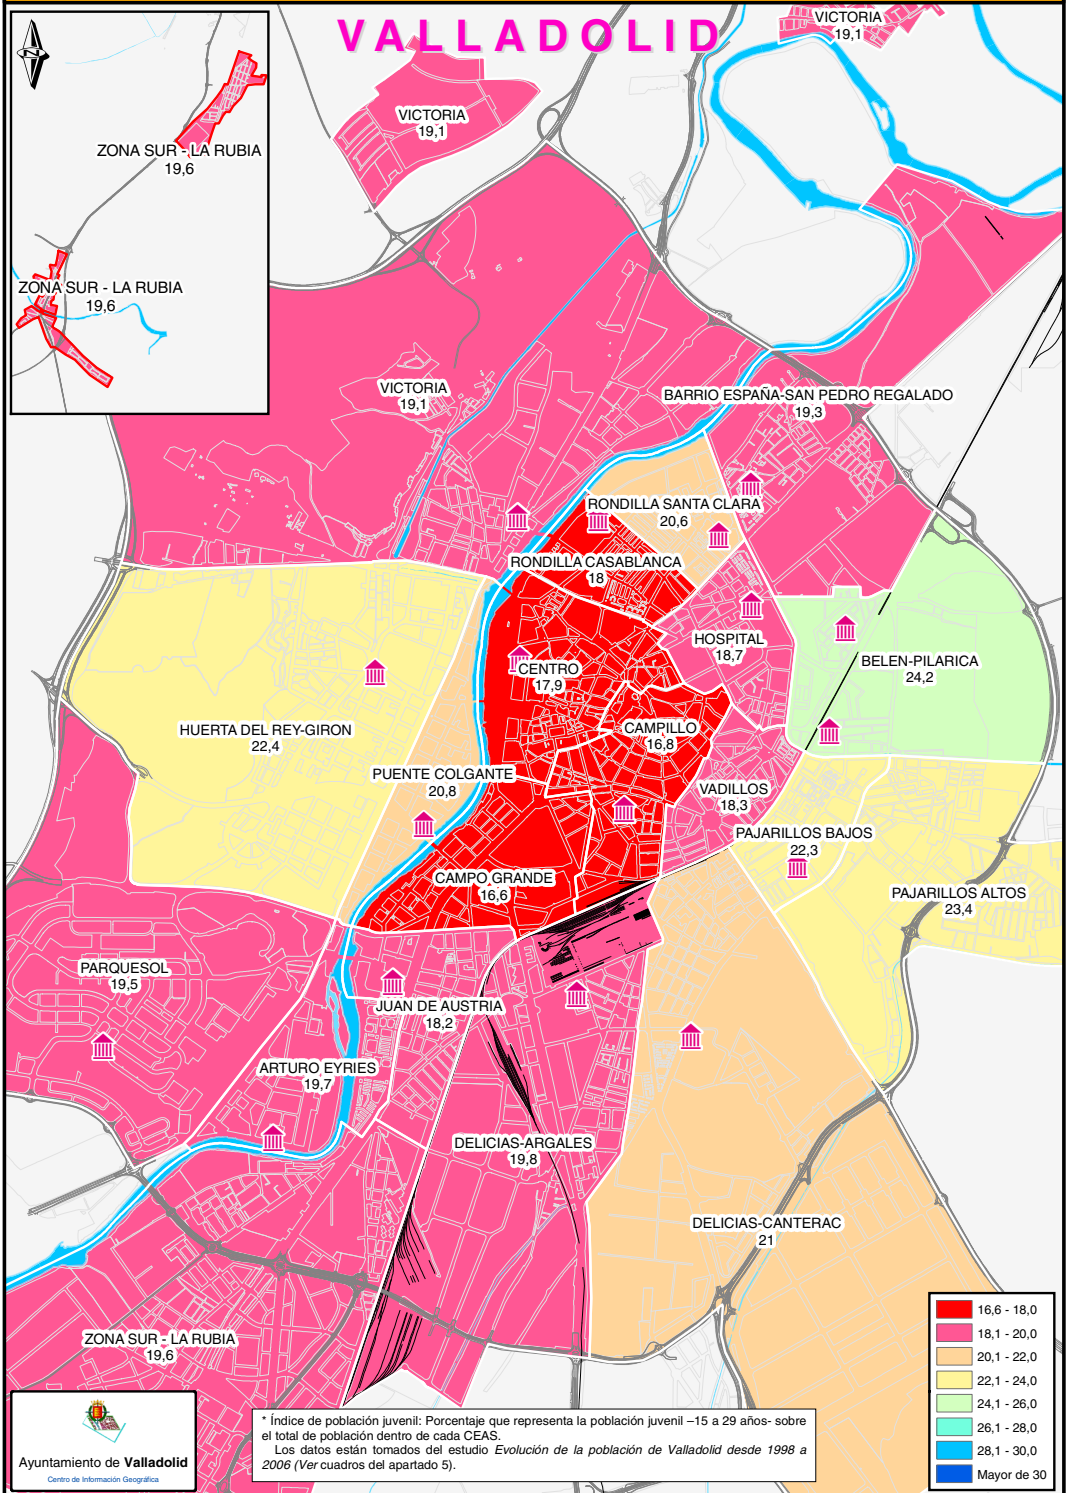 VALLADOLID
VICTORIA
19,1
VICTORIA
19,1
ZONA SUR - LA RUBIA
19,6
ZONA SUR - LA RUBIA
19,6
VICTORIA
19,1
BARRIO ESPAÑA-SAN PEDRO REGALADO
19,3
RONDILLA SANTA CLARA
20,6
RONDILLA CASABLANCA
18
HOSPITAL
18,7
CENTRO
17,9
BELEN-PILARICA
24,2
HUERTA DEL REY-GIRON
22,4
CAMPILLO
16,8
PUENTE COLGANTE
20,8
VADILLOS
18,3
PAJARILLOS BAJOS
22,3
CAMPO GRANDE
16,6
PAJARILLOS ALTOS
23,4
PARQUESOL
19,5
JUAN DE AUSTRIA
18,2
ARTURO EYRIES
19,7
DELICIAS-ARGALES
19,8
DELICIAS-CANTERAC
21
ZONA SUR - LA RUBIA
19,6
16,6 - 18,0
18,1 - 20,0
20,1 - 22,0
22,1 - 24,0
24,1 - 26,0
26,1 - 28,0
28,1 - 30,0
Mayor de 30
Ayuntamiento de Valladolid
Centro de Información Geográfica
* Índice de población juvenil: Porcentaje que representa la población juvenil –15 a 29 años- sobre
el total de población dentro de cada CEAS.
Los datos están tomados del estudio Evolución de la población de Valladolid desde 1998 a
2006 (Ver cuadros del apartado 5).